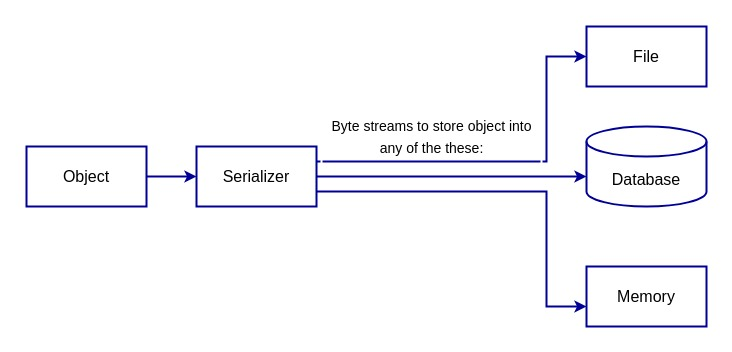 File
Byte streams to store object into
any of the these:
Object
Serializer
Database
Memory